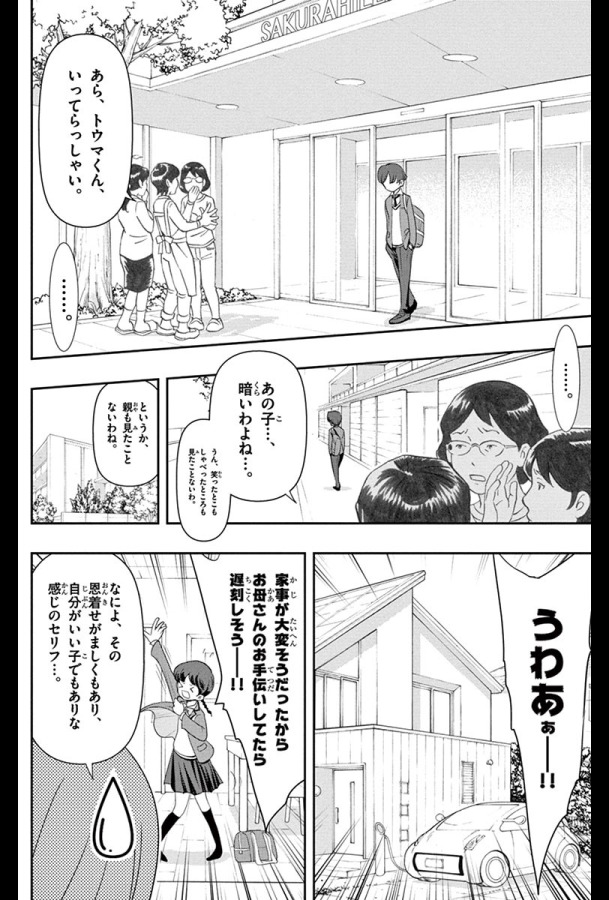 SAKURAHILL
あら、トウマくん、
いってらっしゃい。
……。
……。
あの子…、
暗いわよね…。
うん、笑ったとこも
しゃべったところも
見たことないわ。
というか、
親も見たこと
ないわね。
うわあぁ――!!
家事が大変そうだったから
お母さんのお手伝いしてたら
遅刻しそう――!!
なによ、その
恩着せがましくもあり、
自分がいい子でもありな
感じのセリフ…。